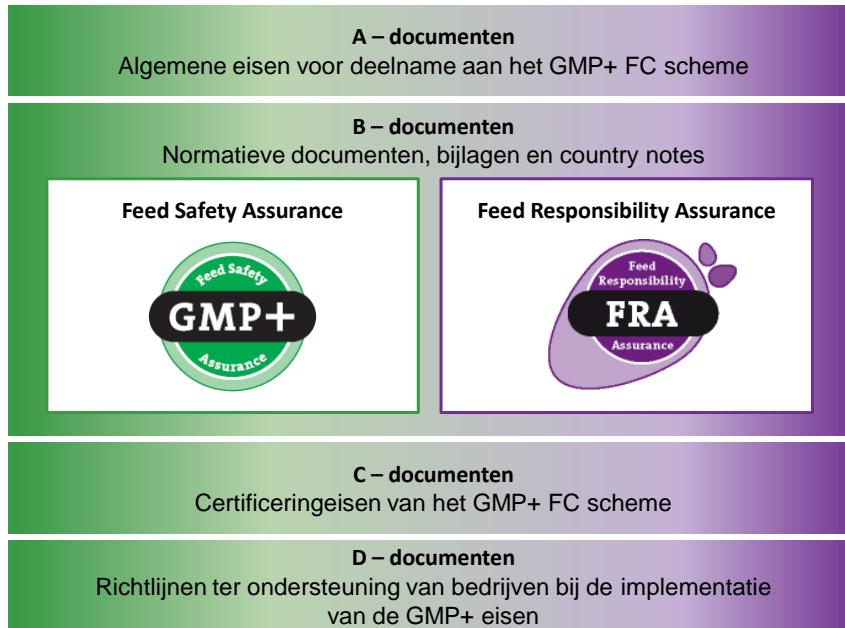 A – documenten
Algemene eisen voor deelname aan het GMP+ FC scheme
B – documenten
Normatieve documenten, bijlagen en country notes
Feed Safety Assurance
Feed Safety
GMP+
Assurance
Feed Responsibility Assurance
Feed
Responsibility
FRA
Assurance
C – documenten
Certificeringeisen van het GMP+ FC scheme
D – documenten
Richtlijnen ter ondersteuning van bedrijven bij de implementatie
van de GMP+ eisen